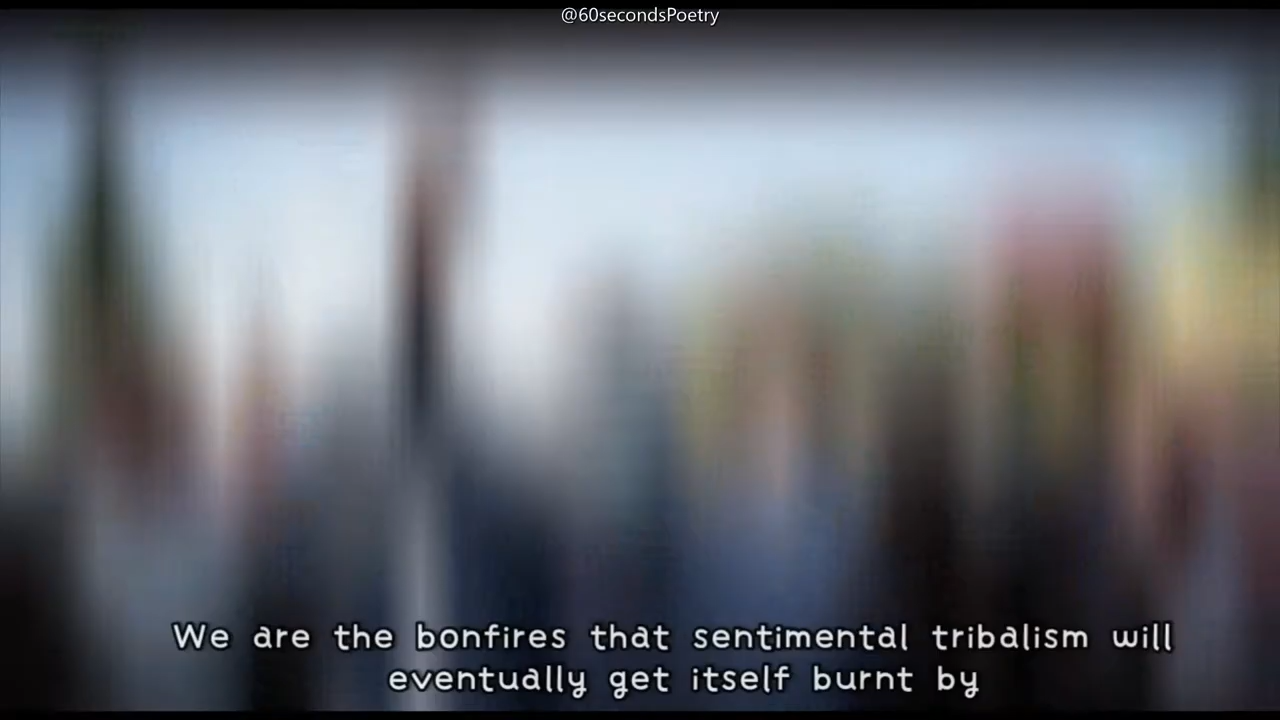 @60secondsPoetry
We are the bonfires that sentimental tribalism will
eventually get itself burnt by